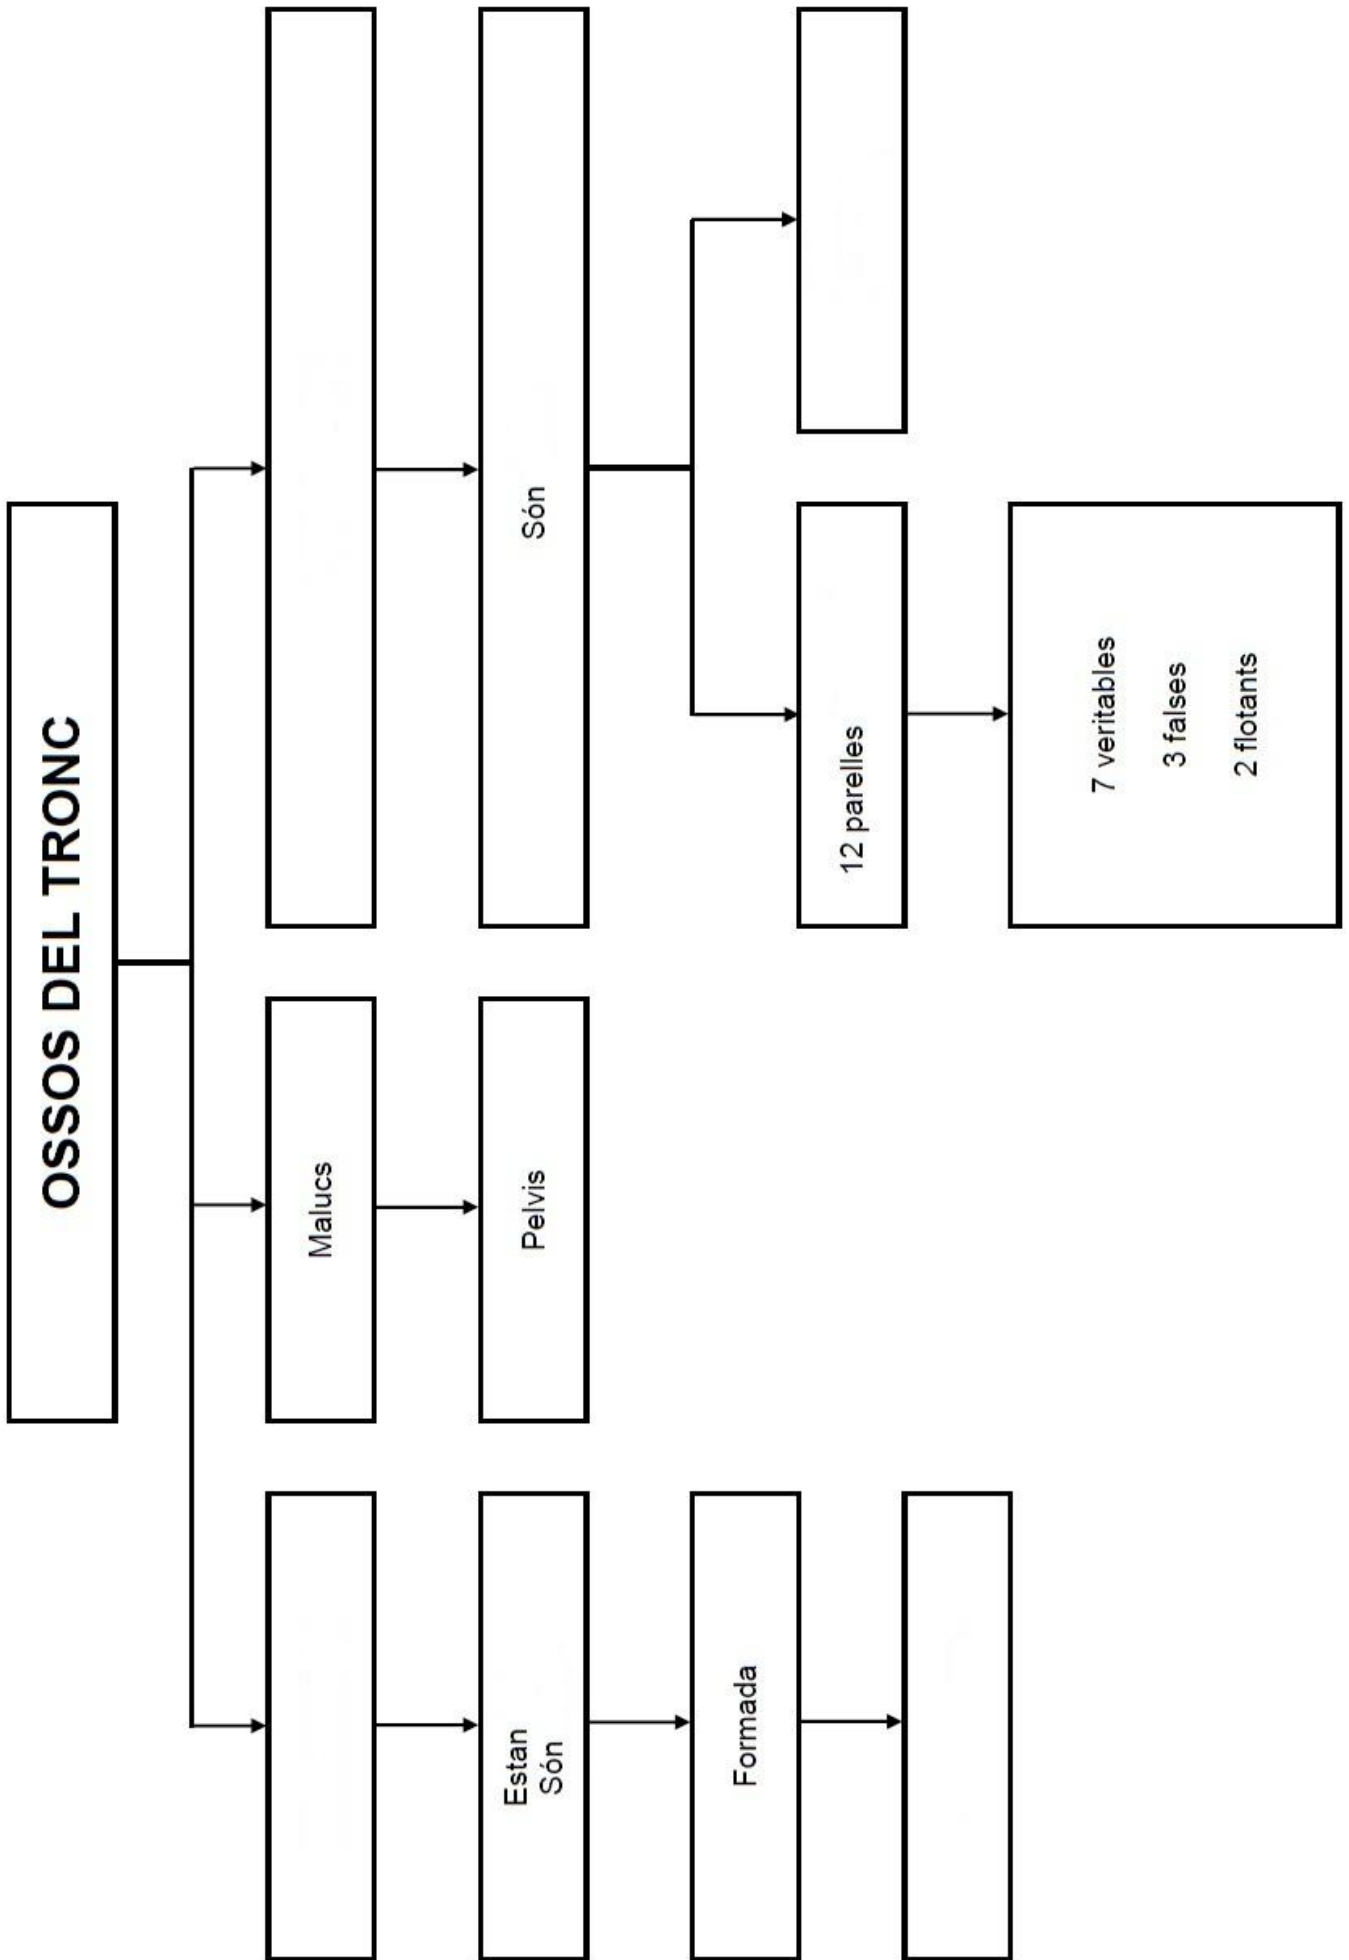 OSSOS DEL TRONC
Malucs
Estan
Són
Pelvis
Són
Formada
12 parelles
7 veritables
3 falses
2 flotants